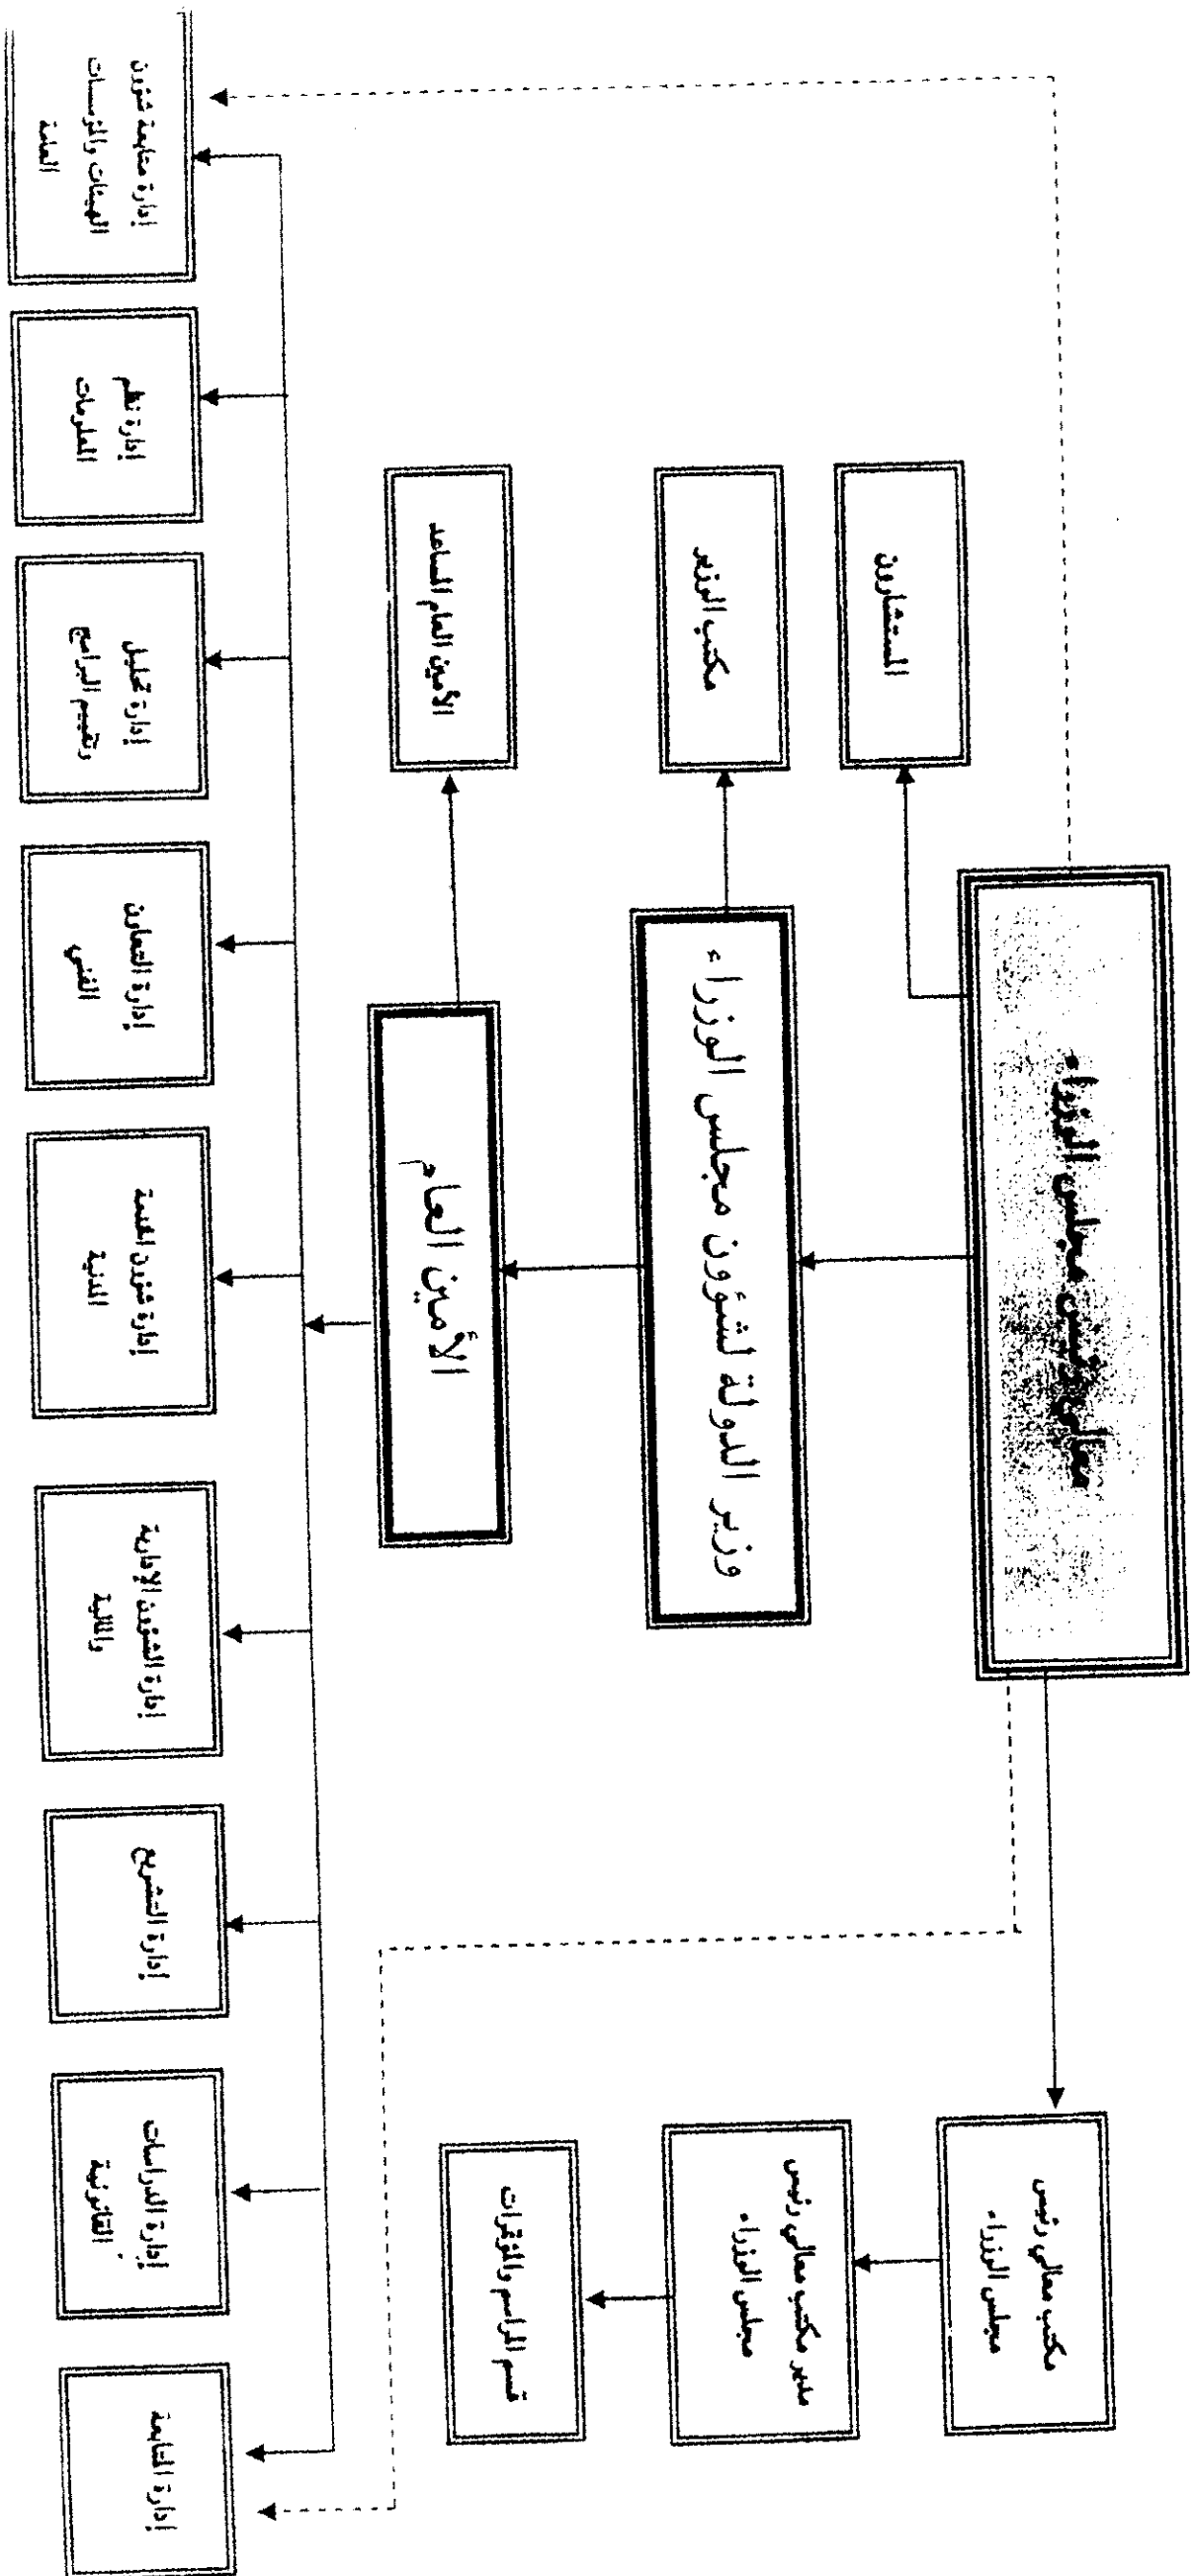 معالي رئيس مجلس الوزراء
المستشارون
مكتب معالي رئيس
مجلس الوزراء
وزير الدولة لشئون مجلس الوزراء
مكتب الوزير
مدير مكتب معالي رئيس
مجلس الوزراء
الأمين العام
الأمين العام المساعد
قسم المراسم والمؤتمرات
إدارة المتابعة
إدارة الدراسات
القانونية
إدارة التشريع
إدارة الشؤون الإدارية
والمالية
إدارة شؤون الخدمة
المدنية
إدارة التعاون
الفني
إدارة تحليل
وتقييم البرامج
إدارة نظم
المعلومات
إدارة متابعة شؤون
الهيئات والمؤسسات
العامة